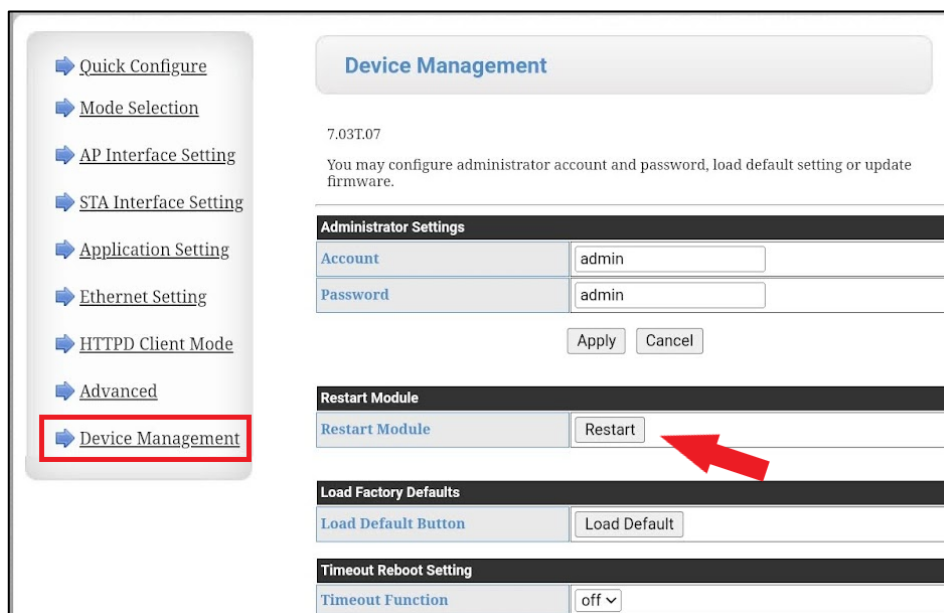 Quick Configure
Mode Selection
AP Interface Setting
STA Interface Setting
Application Setting
Ethernet Setting
HTTPD Client Mode
Advanced
Device Management
Device Management
7.03T.07
You may configure administrator account and password, load default setting or update
firmware.
Administrator Settings
Account admin
Password admin
Apply Cancel
Restart Module
Restart Module Restart
Load Factory Defaults
Load Default Button Load Default
Timeout Reboot Setting
Timeout Function off